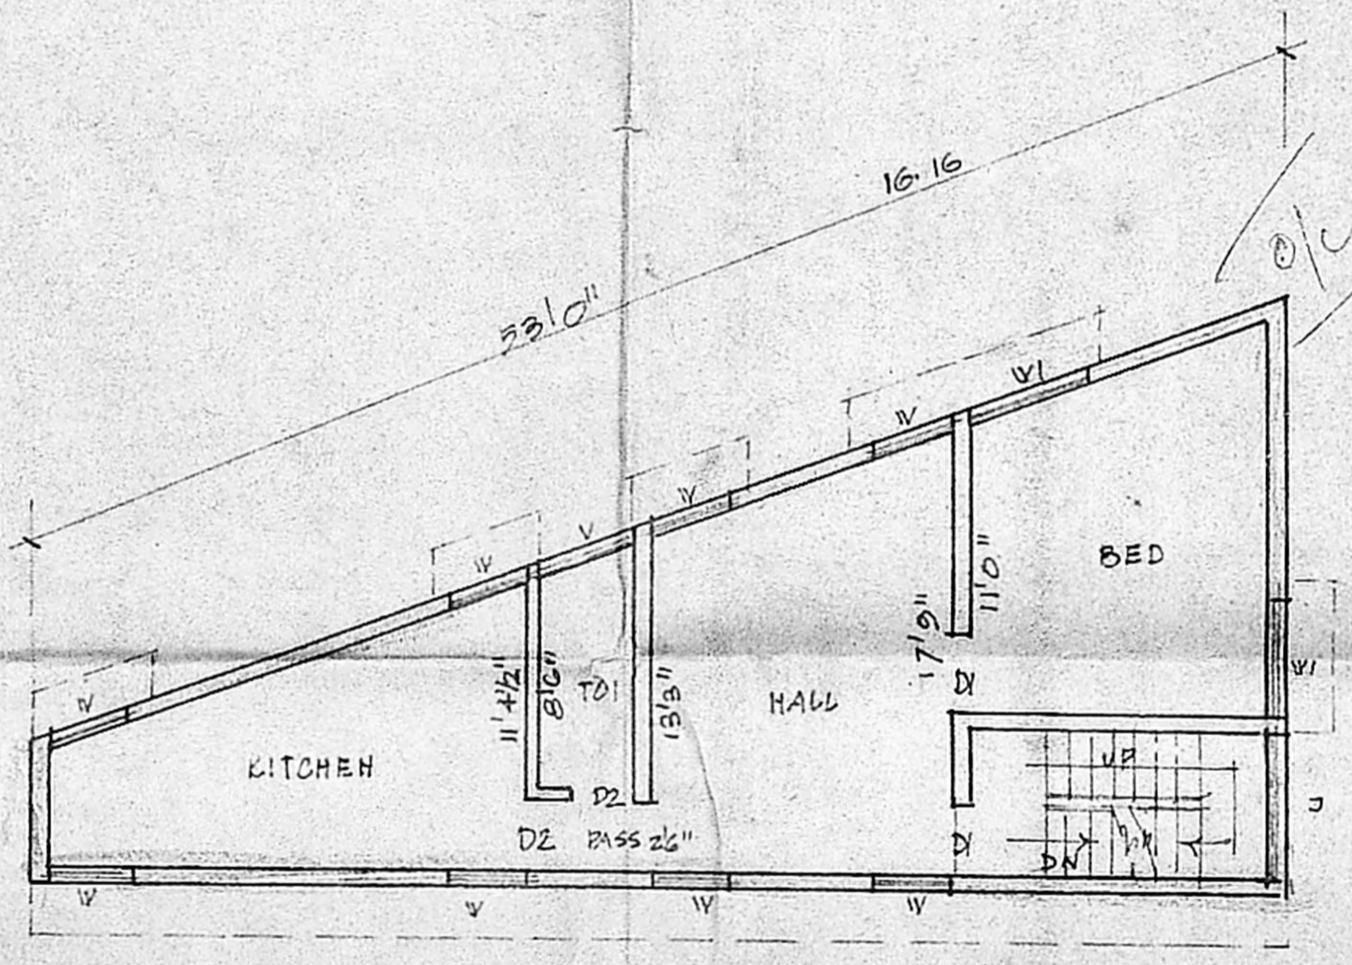 16.16
53'0"
W1
W
W
V
W
BED
11'0"
17'9"
W
D1
W1
8'6"
11'4½"
TOI
13'3"
HALL
KITCHEN
UP
D2
D2
PASS 2'6"
D1
DN
W
W
W
W